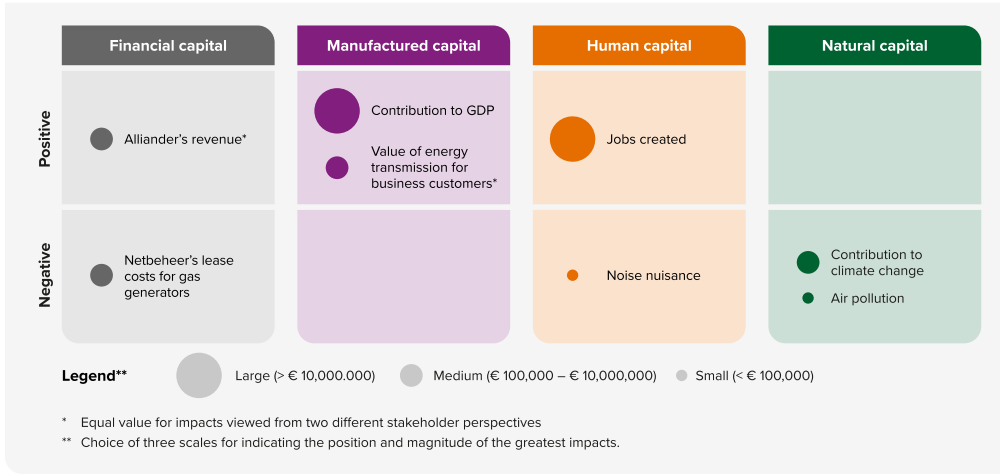 Financial capital
Manufactured capital
Human capital
Natural capital
Positive
Alliander’s revenue*
Contribution to GDP
Value of energy
transmission for
business customers*
Jobs created
Negative
Netbeheer’s lease
costs for gas
generators
Noise nuisance
Contribution to
climate change
Air pollution
Legend**
Large (> € 10,000.000)
Medium (€ 100,000 – € 10,000,000)
Small (< € 100,000)
* Equal value for impacts viewed from two different stakeholder perspectives
** Choice of three scales for indicating the position and magnitude of the greatest impacts.